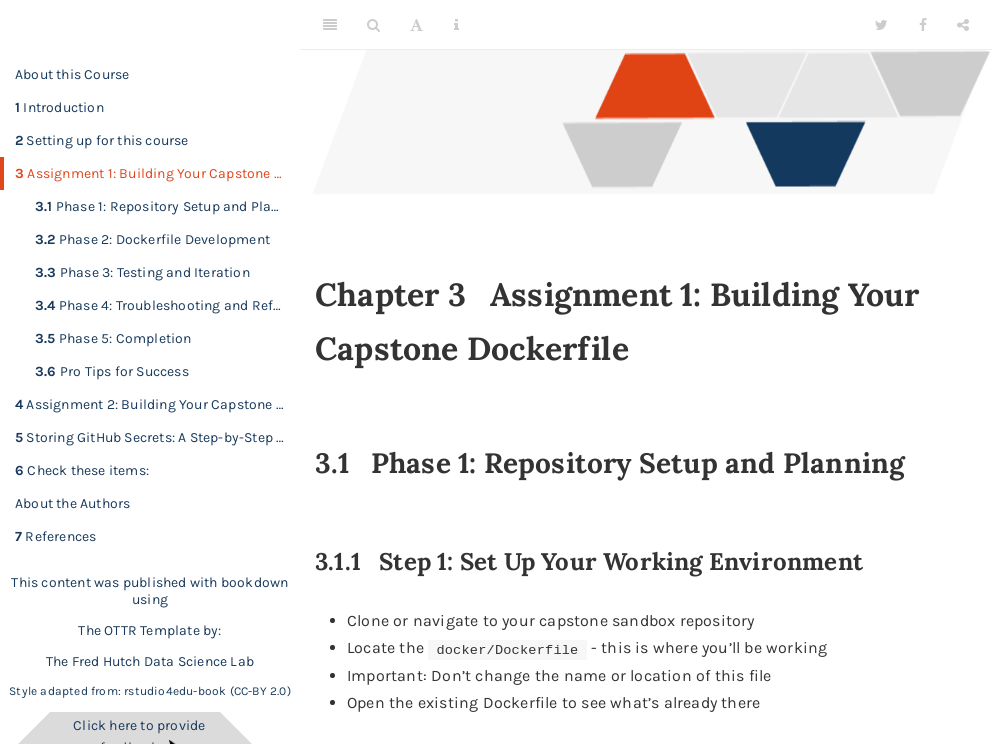 About this Course
1 Introduction
2 Setting up for this course
3 Assignment 1: Building Your Capstone ...
3.1 Phase 1: Repository Setup and Pla...
3.2 Phase 2: Dockerfile Development
3.3 Phase 3: Testing and Iteration
3.4 Phase 4: Troubleshooting and Ref...
3.5 Phase 5: Completion
3.6 Pro Tips for Success
4 Assignment 2: Building Your Capstone ...
5 Storing GitHub Secrets: A Step-by-Step ...
6 Check these items:
About the Authors
7 References
This content was published with bookdown
using
The OTTR Template by:
The Fred Hutch Data Science Lab
Style adapted from: rstudio4edu-book (CC-BY 2.0)
Click here to provide
Chapter 3 Assignment 1: Building Your
Capstone Dockerfile
3.1 Phase 1: Repository Setup and Planning
3.1.1 Step 1: Set Up Your Working Environment
• Clone or navigate to your capstone sandbox repository
• Locate the docker/Dockerfile - this is where you’ll be working
• Important: Don’t change the name or location of this file
• Open the existing Dockerfile to see what’s already there